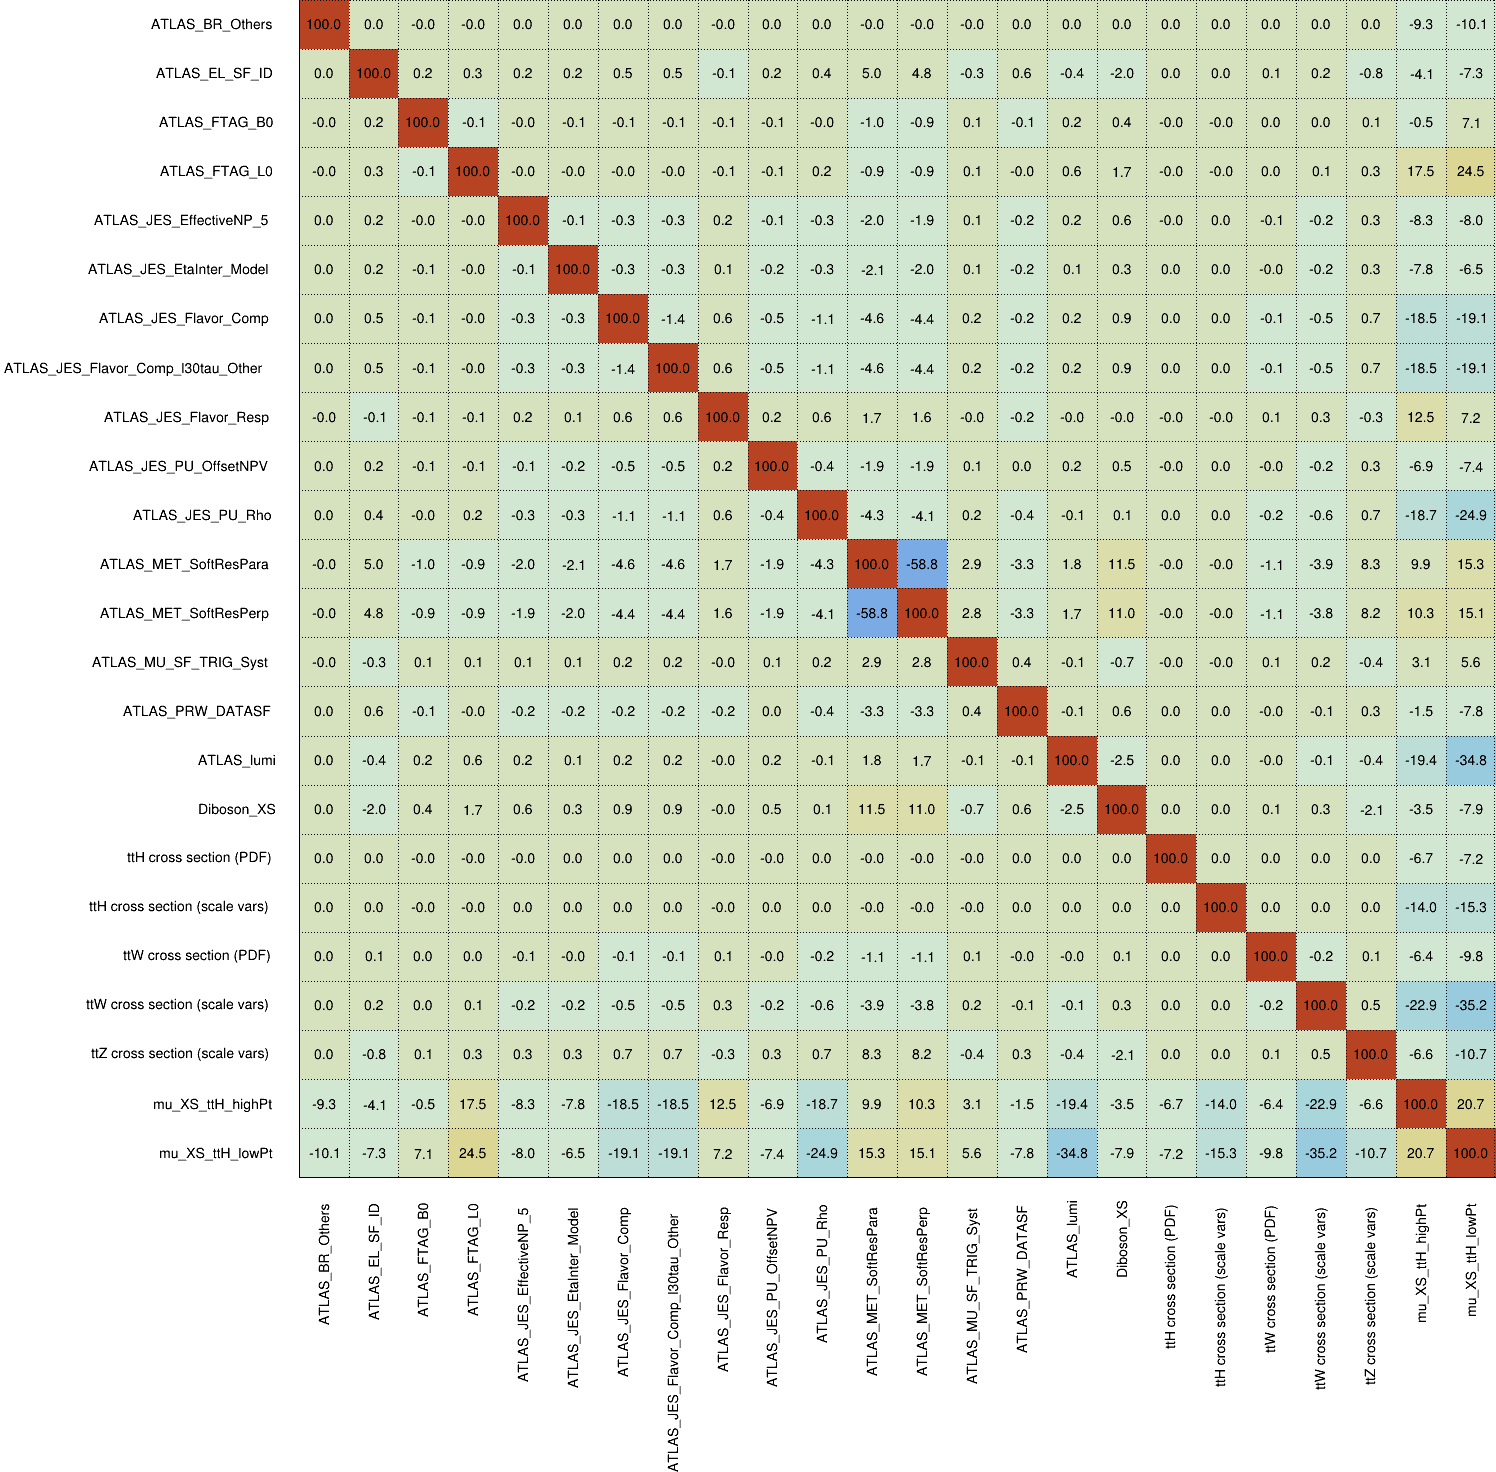 ATLAS_BR_Others 100.0 0.0 -0.0 -0.0 0.0 0.0 0.0 0.0 -0.0 0.0 0.0 -0.0 -0.0 -0.0 0.0 0.0 0.0 0.0 0.0 0.0 0.0 0.0 -9.3 -10.1
ATLAS_EL_SF_ID 0.0 100.0 0.2 0.3 0.2 0.2 0.5 0.5 -0.1 0.2 0.4 5.0 4.8 -0.3 0.6 -0.4 -2.0 0.0 0.0 0.1 0.2 -0.8 -4.1 -7.3
ATLAS_FTAG_B0 -0.0 0.2 100.0 -0.1 -0.0 -0.1 -0.1 -0.1 -0.1 -0.1 -0.0 -1.0 -0.9 0.1 -0.1 0.2 0.4 -0.0 -0.0 0.0 0.0 0.1 -0.5 7.1
ATLAS_FTAG_L0 -0.0 0.3 -0.1 100.0 -0.0 -0.0 -0.0 -0.0 -0.1 -0.1 0.2 -0.9 -0.9 0.1 -0.0 0.6 1.7 -0.0 -0.0 0.0 0.1 0.3 17.5 24.5
ATLAS_JES_EffectiveNP_5 0.0 0.2 -0.0 -0.0 100.0 -0.1 -0.3 -0.3 0.2 -0.1 -0.3 -2.0 -1.9 0.1 -0.2 0.2 0.6 -0.0 0.0 -0.1 -0.2 0.3 -8.3 -8.0
ATLAS_JES_EtaInter_Model 0.0 0.2 -0.1 -0.0 -0.1 100.0 -0.3 -0.3 0.1 -0.2 -0.3 -2.1 -2.0 0.1 -0.2 0.1 0.3 0.0 0.0 -0.0 -0.2 0.3 -7.8 -6.5
ATLAS_JES_Flavor_Comp 0.0 0.5 -0.1 -0.0 -0.3 -0.3 100.0 -1.4 0.6 -0.5 -1.1 -4.6 -4.4 0.2 -0.2 0.2 0.9 0.0 0.0 -0.1 -0.5 0.7 -18.5 -19.1
ATLAS_JES_Flavor_Comp_l30tau_Other 0.0 0.5 -0.1 -0.0 -0.3 -0.3 -1.4 100.0 0.6 -0.5 -1.1 -4.6 -4.4 0.2 -0.2 0.2 0.9 0.0 0.0 -0.1 -0.5 0.7 -18.5 -19.1
ATLAS_JES_Flavor_Resp -0.0 -0.1 -0.1 -0.1 0.2 0.1 0.6 0.6 100.0 0.2 0.6 1.7 1.6 -0.0 -0.2 -0.0 -0.0 -0.0 -0.0 0.1 0.3 -0.3 12.5 7.2
ATLAS_JES_PU_OffsetNPV 0.0 0.2 -0.1 -0.1 -0.1 -0.2 -0.5 -0.5 0.2 100.0 -0.4 -1.9 -1.9 0.1 0.0 0.2 0.5 -0.0 0.0 -0.0 -0.2 0.3 -6.9 -7.4
ATLAS_JES_PU_Rho 0.0 0.4 -0.0 0.2 -0.3 -0.3 -1.1 -1.1 0.6 -0.4 100.0 -4.3 -4.1 0.2 -0.4 -0.1 0.1 0.0 0.0 -0.2 -0.6 0.7 -18.7 -24.9
ATLAS_MET_SoftResPara -0.0 5.0 -1.0 -0.9 -2.0 -2.1 -4.6 -4.6 1.7 -1.9 -4.3 100.0 -58.8 2.9 -3.3 1.8 11.5 -0.0 -0.0 -1.1 -3.9 8.3 9.9 15.3
ATLAS_MET_SoftResPerp -0.0 4.8 -0.9 -0.9 -1.9 -2.0 -4.4 -4.4 1.6 -1.9 -4.1 -58.8 100.0 2.8 -3.3 1.7 11.0 -0.0 -0.0 -1.1 -3.8 8.2 10.3 15.1
ATLAS_MU_SF_TRIG_Syst -0.0 -0.3 0.1 0.1 0.1 0.1 0.2 0.2 -0.0 0.1 0.2 2.9 2.8 100.0 0.4 -0.1 -0.7 -0.0 -0.0 0.1 0.2 -0.4 3.1 5.6
ATLAS_PRW_DATASF 0.0 0.6 -0.1 -0.0 -0.2 -0.2 -0.2 -0.2 -0.2 0.0 -0.4 -3.3 -3.3 0.4 100.0 -0.1 0.6 0.0 0.0 -0.0 -0.1 0.3 -1.5 -7.8
ATLAS_lumi 0.0 -0.4 0.2 0.6 0.2 0.1 0.2 0.2 -0.0 0.2 -0.1 1.8 1.7 -0.1 -0.1 100.0 -2.5 0.0 0.0 -0.0 -0.1 -0.4 -19.4 -34.8
Diboson_XS 0.0 -2.0 0.4 1.7 0.6 0.3 0.9 0.9 -0.0 0.5 0.1 11.5 11.0 -0.7 0.6 -2.5 100.0 0.0 0.0 0.1 0.3 -2.1 -3.5 -7.9
ttH cross section (PDF) 0.0 0.0 -0.0 -0.0 -0.0 0.0 0.0 0.0 -0.0 -0.0 0.0 -0.0 -0.0 -0.0 0.0 0.0 0.0 100.0 0.0 0.0 0.0 0.0 -6.7 -7.2
ttH cross section (scale vars) 0.0 0.0 -0.0 -0.0 0.0 0.0 0.0 0.0 -0.0 0.0 0.0 -0.0 -0.0 -0.0 0.0 0.0 0.0 0.0 100.0 0.0 0.0 0.0 -14.0 -15.3
ttW cross section (PDF) 0.0 0.1 0.0 0.0 -0.1 -0.0 -0.1 -0.1 0.1 -0.0 -0.2 -1.1 -1.1 0.1 -0.0 -0.0 0.1 0.0 0.0 100.0 -0.2 0.1 -6.4 -9.8
ttW cross section (scale vars) 0.0 0.2 0.0 0.1 -0.2 -0.2 -0.5 -0.5 0.3 -0.2 -0.6 -3.9 -3.8 0.2 -0.1 -0.1 0.3 0.0 0.0 -0.2 100.0 0.5 -22.9 -35.2
ttZ cross section (scale vars) 0.0 -0.8 0.1 0.3 0.3 0.3 0.7 0.7 -0.3 0.3 0.7 8.3 8.2 -0.4 0.3 -0.4 -2.1 0.0 0.0 0.1 0.5 100.0 -6.6 -10.7
mu_XS_ttH_highPt -9.3 -4.1 -0.5 17.5 -8.3 -7.8 -18.5 -18.5 12.5 -6.9 -18.7 9.9 10.3 3.1 -1.5 -19.4 -3.5 -6.7 -14.0 -6.4 -22.9 -6.6 100.0 20.7
mu_XS_ttH_lowPt -10.1 -7.3 7.1 24.5 -8.0 -6.5 -19.1 -19.1 7.2 -7.4 -24.9 15.3 15.1 5.6 -7.8 -34.8 -7.9 -7.2 -15.3 -9.8 -35.2 -10.7 20.7 100.0
ATLAS_BR_Others
ATLAS_EL_SF_ID
ATLAS_FTAG_B0
ATLAS_FTAG_L0
ATLAS_JES_EffectiveNP_5
ATLAS_JES_EtaInter_Model
ATLAS_JES_Flavor_Comp
ATLAS_JES_Flavor_Comp_l30tau_Other
ATLAS_JES_Flavor_Resp
ATLAS_JES_PU_OffsetNPV
ATLAS_JES_PU_Rho
ATLAS_MET_SoftResPara
ATLAS_MET_SoftResPerp
ATLAS_MU_SF_TRIG_Syst
ATLAS_PRW_DATASF
ATLAS_lumi
Diboson_XS
ttH cross section (PDF)
ttH cross section (scale vars)
ttW cross section (PDF)
ttW cross section (scale vars)
ttZ cross section (scale vars)
mu_XS_ttH_highPt
mu_XS_ttH_lowPt